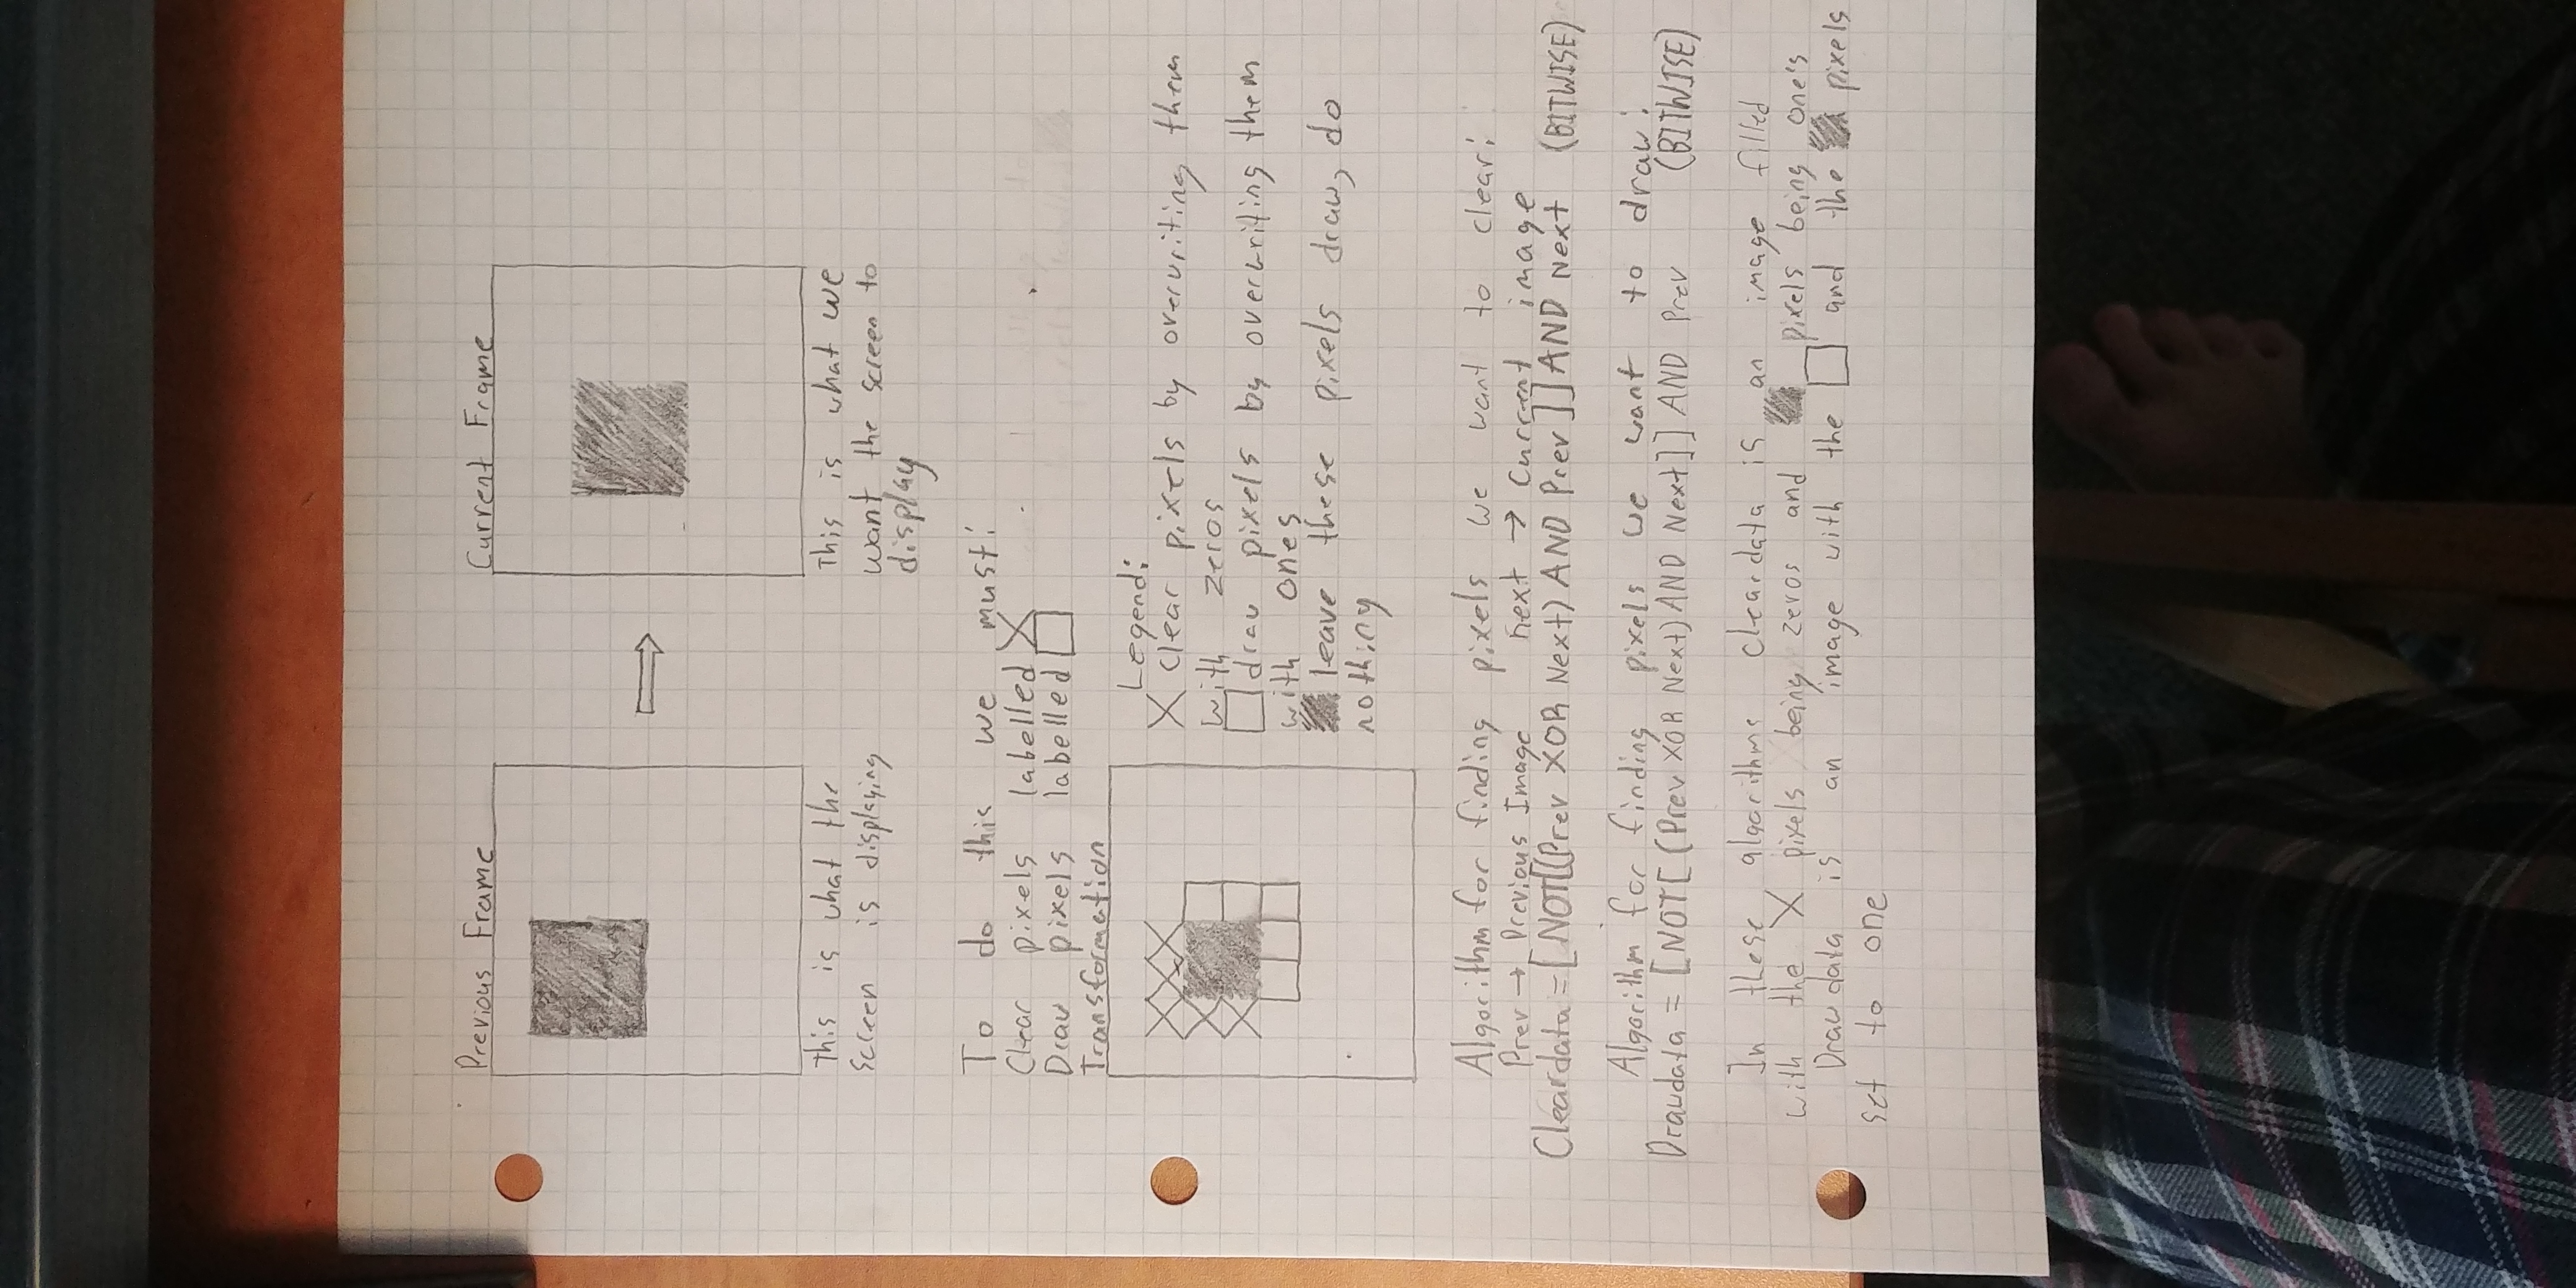 Previous Frame
Current Frame
This is what the
screen is displaying
This is what we
want the screen to
display
To do this we must:
Clear pixels labelled
Draw pixels labelled
Transformation
Legend:
X clear pixels by overwriting them
with zeros
draw pixels by overwriting them
with ones
leave these pixels draw, do
nothing
Algorithm for finding pixels we want to clear:
Prev → Previous Image next → Current image
Cleardata = [NOT[(Prev XOR Next) AND Prev]] AND Next (BITWISE)
Algorithm for finding pixels we want to draw:
Drawdata = [NOT[(Prev XOR Next) AND Next]] AND Prev (BITWISE)
In these algorithms cleardata is an image filled
with the X pixels being zeros and pixels being one's
Drawdata is an image with the and the pixels
set to one